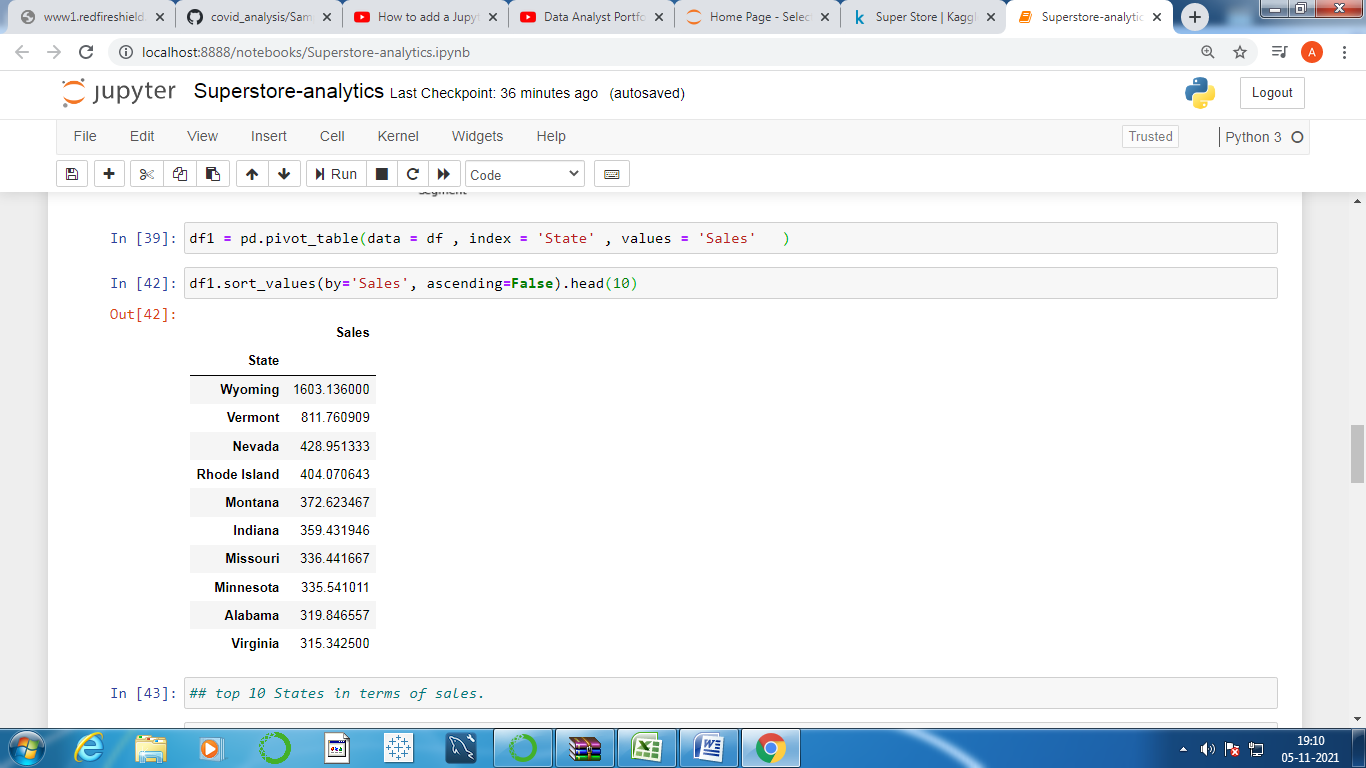 www1.redfireshield.
covid_analysis/Sam
How to add a Jupyt
Data Analyst Portfo
Home Page - Select
Super Store | Kaggl
Superstore-analytic
localhost:8888/notebooks/Superstore-analytics.ipynb
A
jupyter Superstore-analytics Last Checkpoint: 36 minutes ago (autosaved)
Logout
File Edit View Insert Cell Kernel Widgets Help
Trusted
Python 3
Run
Code
Segment
In [39]: df1 = pd.pivot_table(data = df , index = 'State' , values = 'Sales'   )
In [42]: df1.sort_values(by='Sales', ascending=False).head(10)
Out[42]:
Sales
State
Wyoming 1603.136000
Vermont 811.760909
Nevada 428.951333
Rhode Island 404.070643
Montana 372.623467
Indiana 359.431946
Missouri 336.441667
Minnesota 335.541011
Alabama 319.846557
Virginia 315.342500
In [43]: ## top 10 States in terms of sales.
19:10
05-11-2021